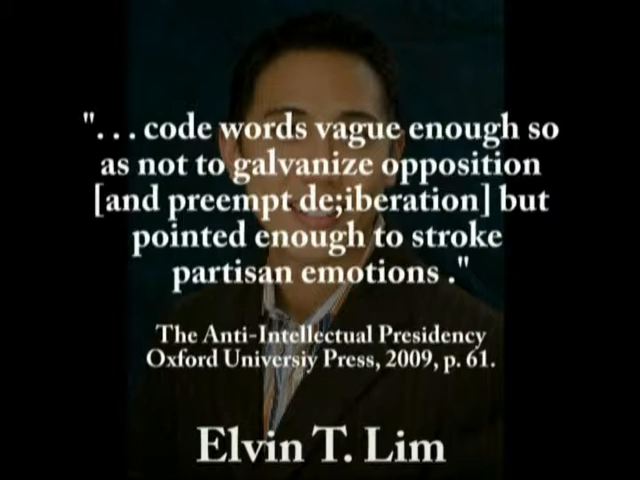 ". . . code words vague enough so
as not to galvanize opposition
[and preempt de;iberation] but
pointed enough to stroke
partisan emotions ."
The Anti-Intellectual Presidency
Oxford Universiy Press, 2009, p. 61.
Elvin T. Lim